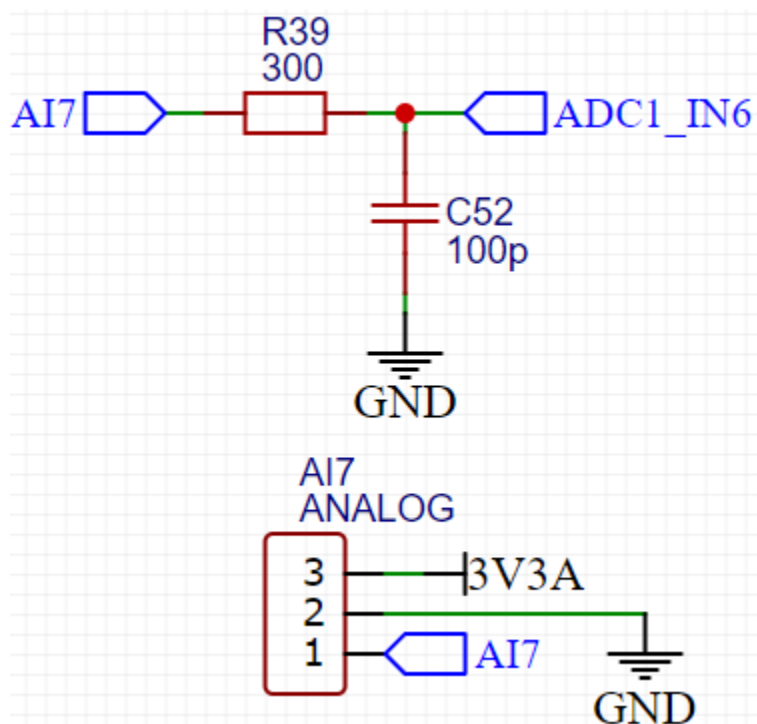 R39
300
AI7
ADC1_IN6
C52
100p
GND
AI7
ANALOG
3
3V3A
2
1
AI7
GND